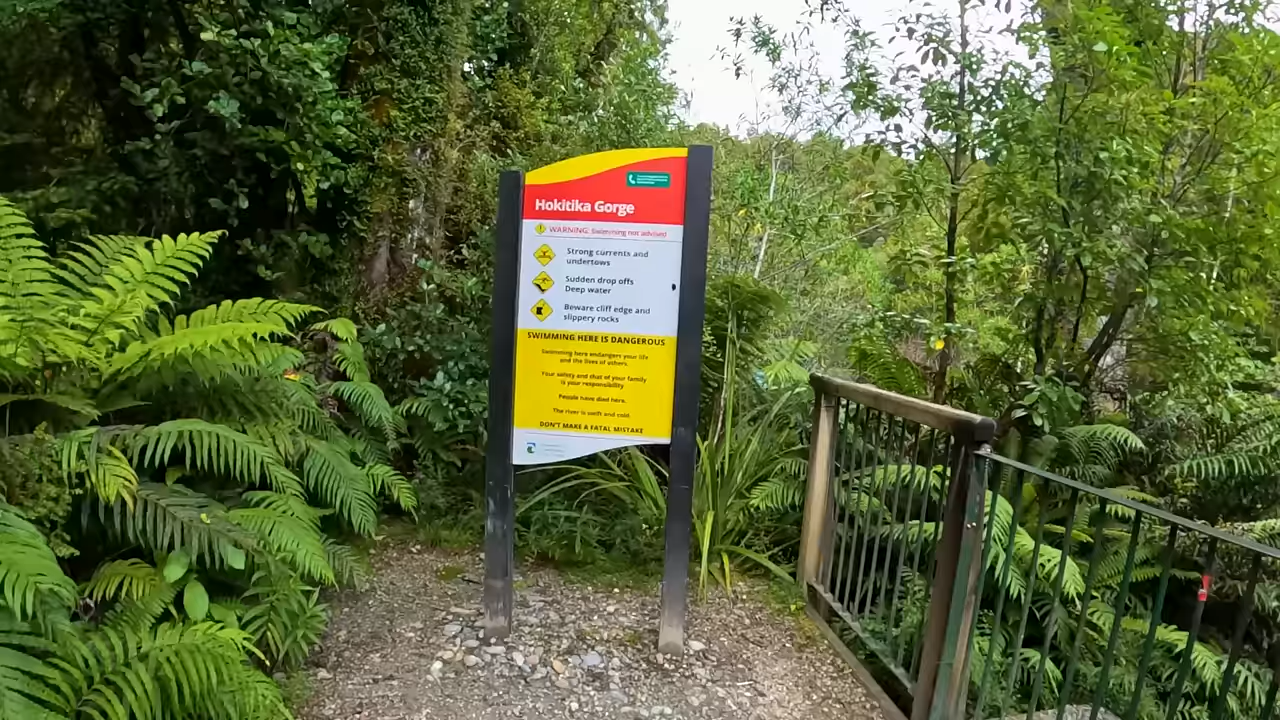 Hokitika Gorge
WARNING: Swimming not advised
Strong currents and
undertows
Sudden drop offs
Deep water
Beware cliff edge and
slippery rocks
SWIMMING HERE IS DANGEROUS
Swimming here endangers your life
and the lives of others.
Your safety and that of your family
is your responsibility
People have died here.
The river is swift and cold.
DON'T MAKE A FATAL MISTAKE